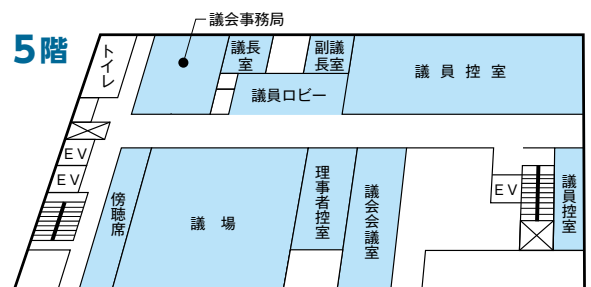 議会事務局
5階
トイレ
議長
室
副議
長室
議員控室
議員ロビー
EV
EV
傍聴席
議場
理事者控室
議会会議室
EV
議員控室